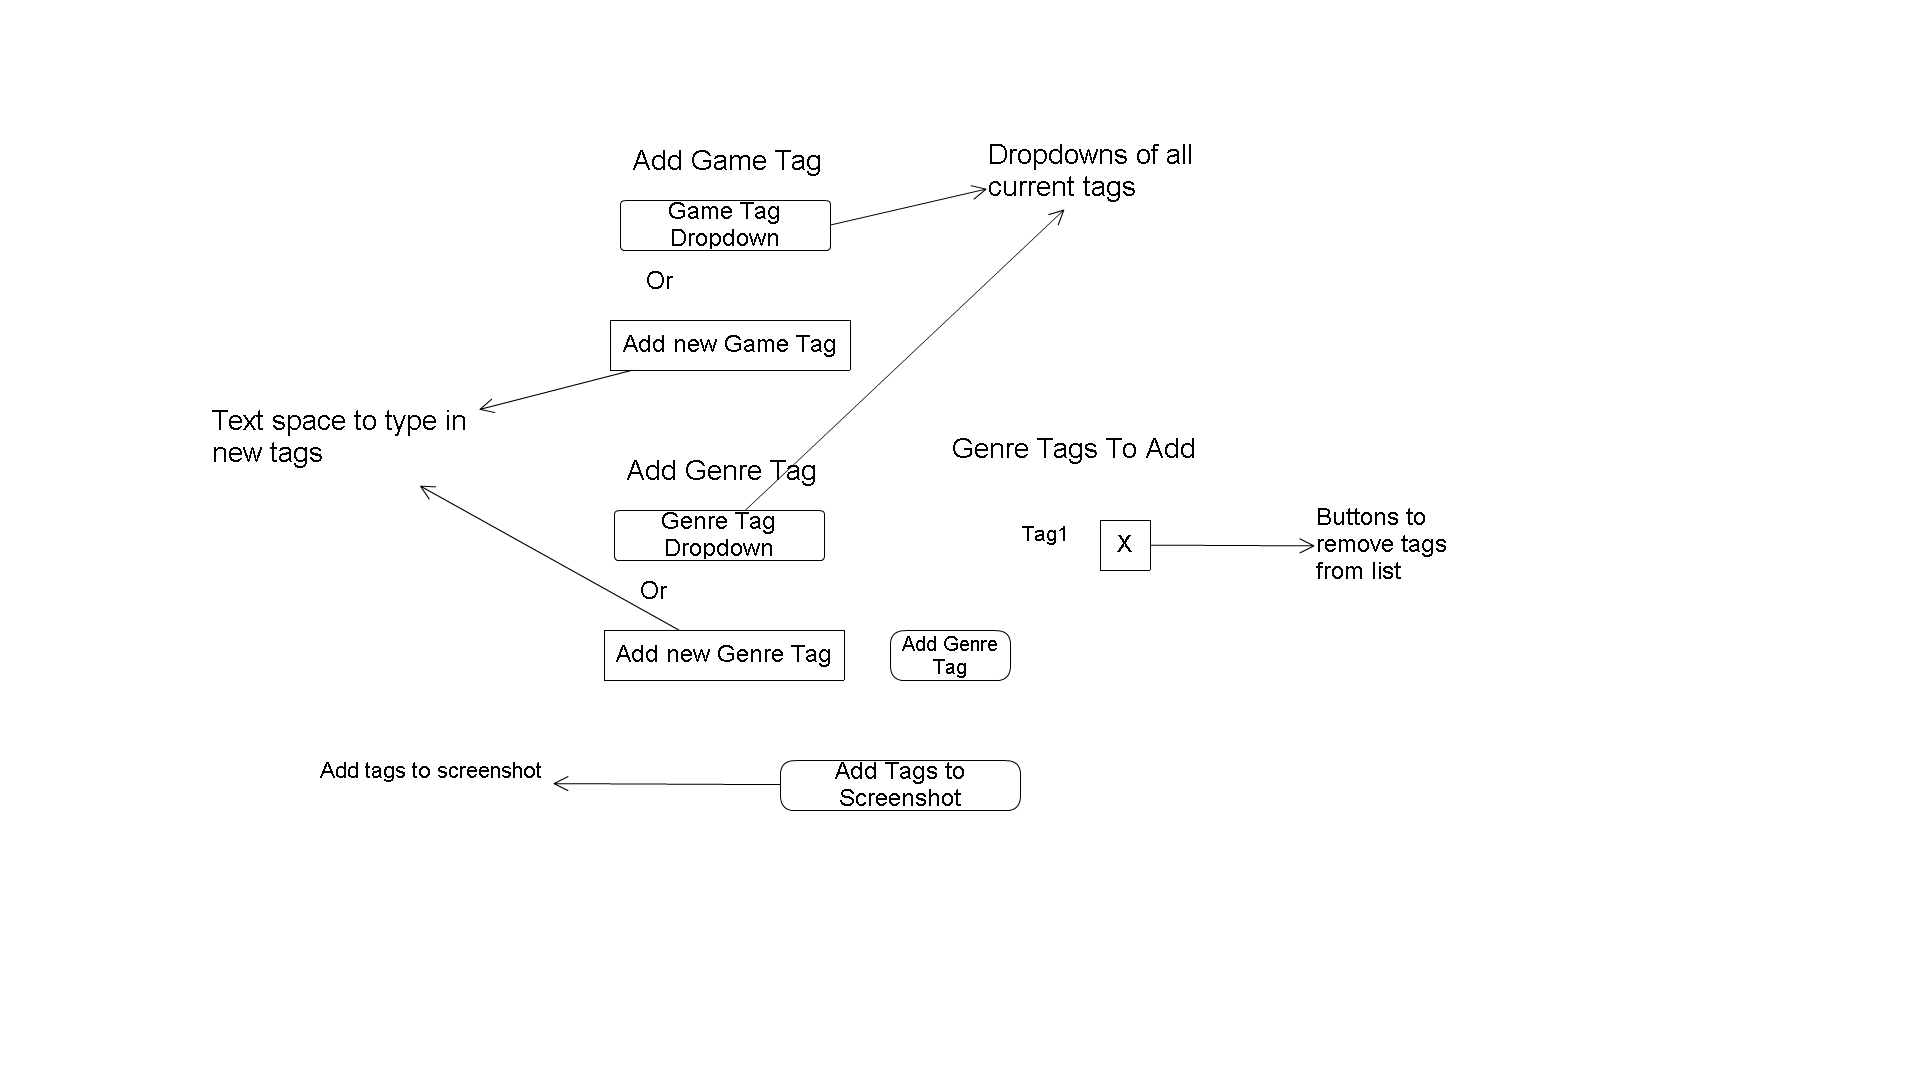 Add Game Tag
Dropdowns of all
current tags
Game Tag
Dropdown
Or
Add new Game Tag
Text space to type in
new tags
Genre Tags To Add
Add Genre Tag
Genre Tag
Dropdown
Tag1
X
Buttons to
remove tags
from list
Or
Add new Genre Tag
Add Genre
Tag
Add tags to screenshot
Add Tags to
Screenshot